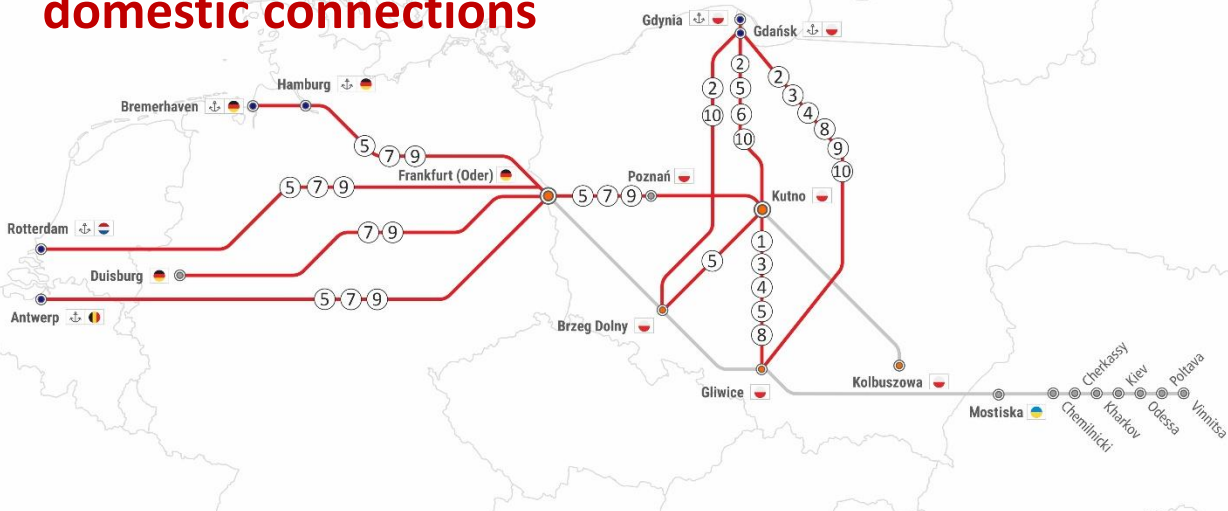 domestic connections
Gdynia
Gdańsk
Hamburg
Bremerhaven
2
2
2
3
5
4
10
6
8
10
9
10
5
7
9
Frankfurt (Oder)
Poznań
5 7 9
5 7 9
Kutno
Rotterdam
7 9
1
Duisburg
5
3
4
5 7 9
5
Antwerp
Brzeg Dolny
8
Gliwice
Kolbuszowa
Mostiska
Chemilnicki
Cherkassy
Kharkov
Kiev
Odessa
Poltava
Vinnitsa